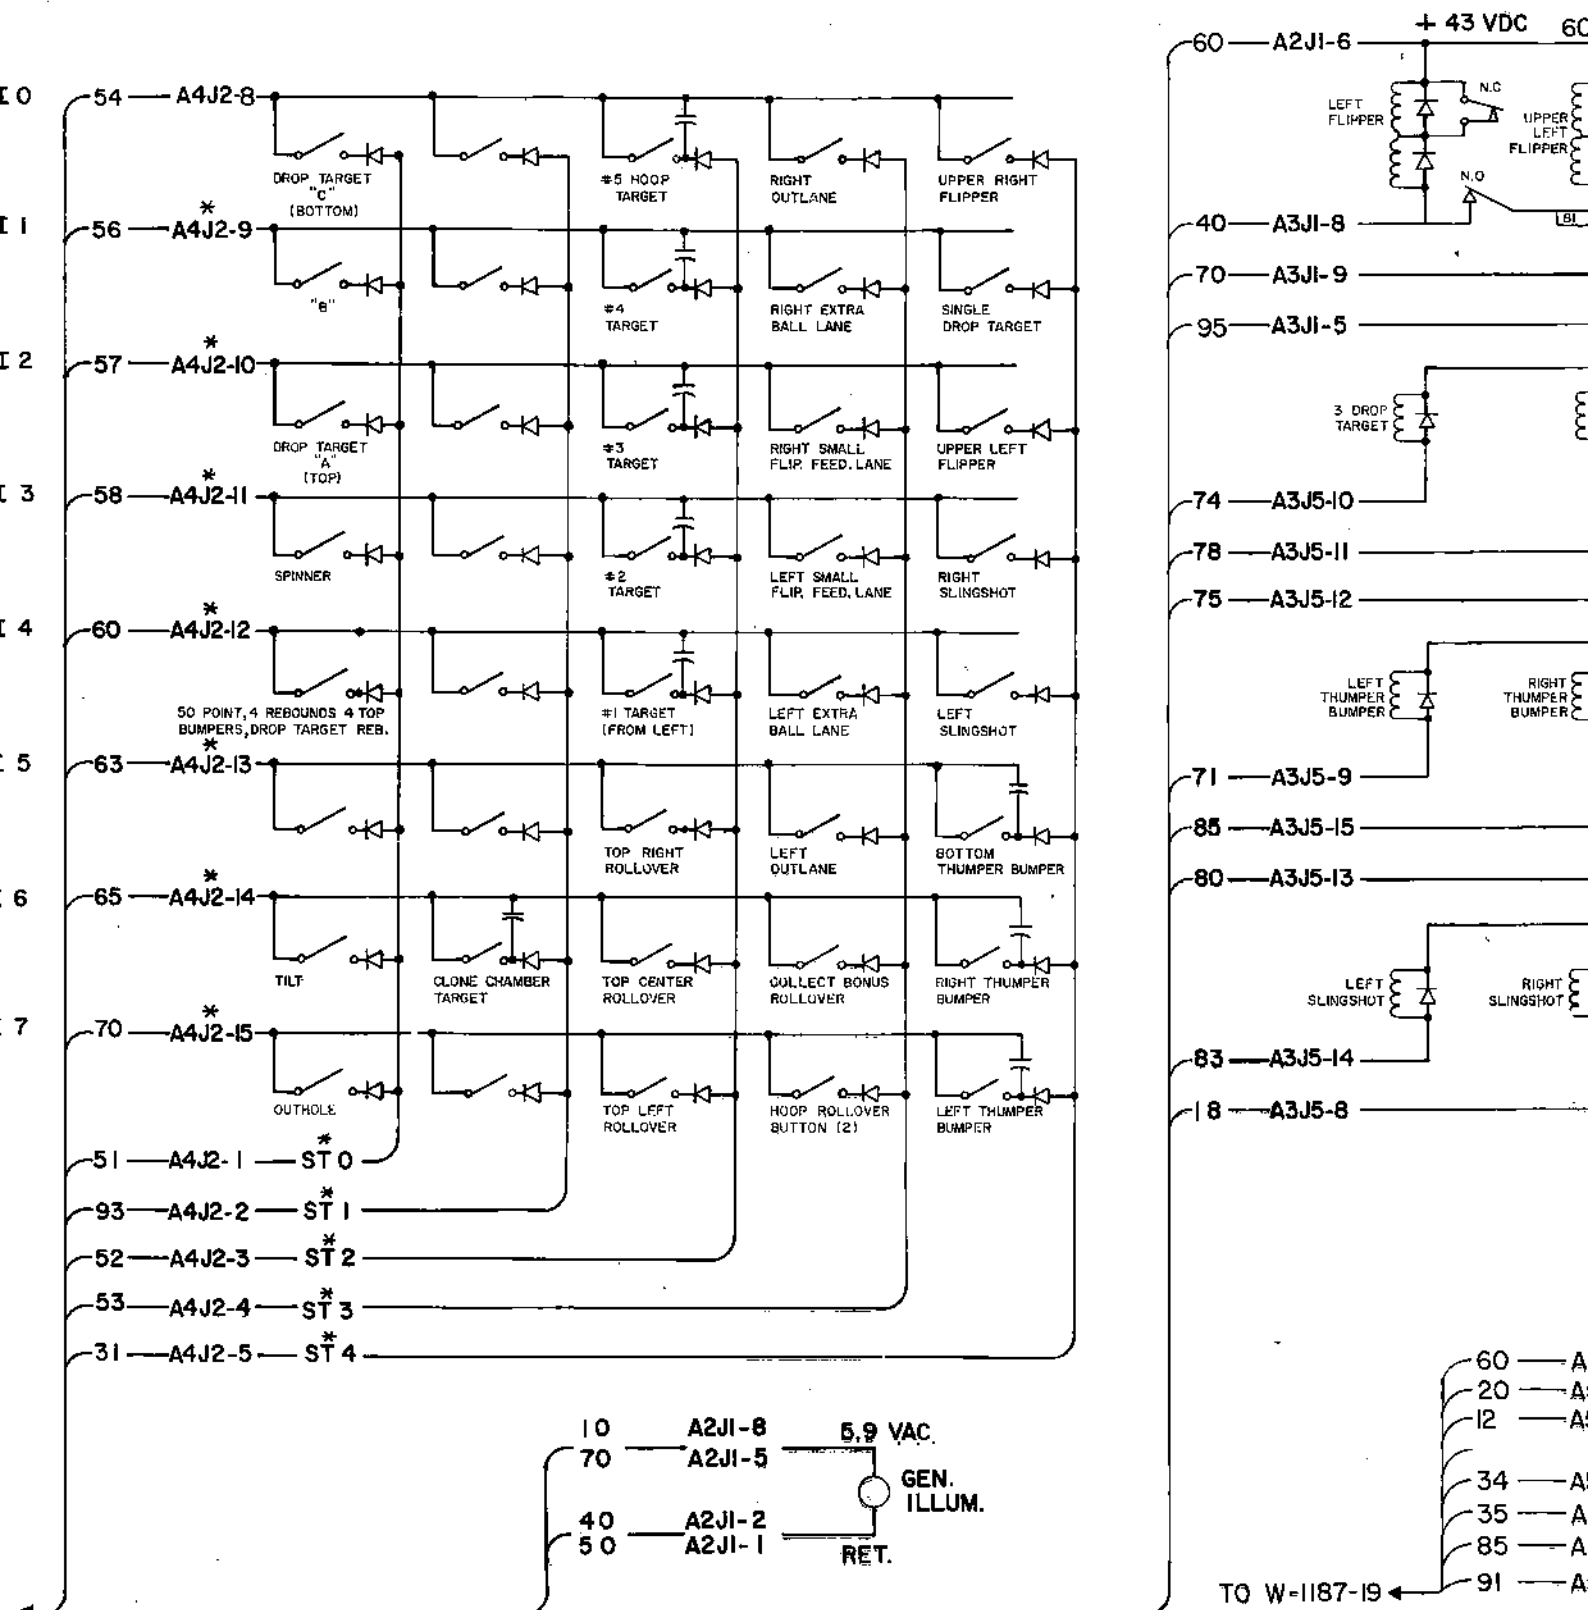 I 0 54 A4J2-8
DROP TARGET
"C"
(BOTTOM)
#5 HOOP
TARGET
RIGHT
OUTLANE
UPPER RIGHT
FLIPPER
*
I 1 56 A4J2-9
"B"
#4
TARGET
RIGHT EXTRA
BALL LANE
SINGLE
DROP TARGET
*
I 2 57 A4J2-10
DROP TARGET
"A"
(TOP)
#3
TARGET
RIGHT SMALL
FLIP. FEED. LANE
UPPER LEFT
FLIPPER
*
I 3 58 A4J2-11
SPINNER
#2
TARGET
LEFT SMALL
FLIP. FEED. LANE
RIGHT
SLINGSHOT
*
I 4 60 A4J2-12
50 POINT, 4 REBOUNDS 4 TOP
BUMPERS, DROP TARGET REB.
#1 TARGET
(FROM LEFT)
LEFT EXTRA
BALL LANE
LEFT
SLINGSHOT
*
5 63 A4J2-13
TOP RIGHT
ROLLOVER
LEFT
OUTLANE
BOTTOM
THUMPER BUMPER
*
6 65 A4J2-14
TILT
CLONE CHAMBER
TARGET
TOP CENTER
ROLLOVER
COLLECT BONUS
ROLLOVER
RIGHT THUMPER
BUMPER
*
7 70 A4J2-15
OUTHOLE
TOP LEFT
ROLLOVER
HOOP ROLLOVER
BUTTON (2)
LEFT THUMPER
BUMPER
*
51 A4J2-1 ST 0
*
93 A4J2-2 ST 1
*
52 A4J2-3 ST 2
*
53 A4J2-4 ST 3
*
31 A4J2-5 ST 4
10 A2J1-8 5.9 VAC.
70 A2J1-5
GEN.
ILLUM.
40 A2J1-2
50 A2J1-1
RET.
+ 43 VDC 60
60 A2J1-6
LEFT
FLIPPER
N.C
UPPER
LEFT
FLIPPER
N.O
81
40 A3J1-8
70 A3J1-9
95 A3J1-5
3 DROP
TARGET
74 A3J5-10
78 A3J5-11
75 A3J5-12
LEFT
THUMPER
BUMPER
RIGHT
THUMPER
BUMPER
71 A3J5-9
85 A3J5-15
80 A3J5-13
LEFT
SLINGSHOT
RIGHT
SLINGSHOT
83 A3J5-14
18 A3J5-8
60 A
20 A
12 A5
34 A5
35 A
85 A
91 A
TO W-1187-19